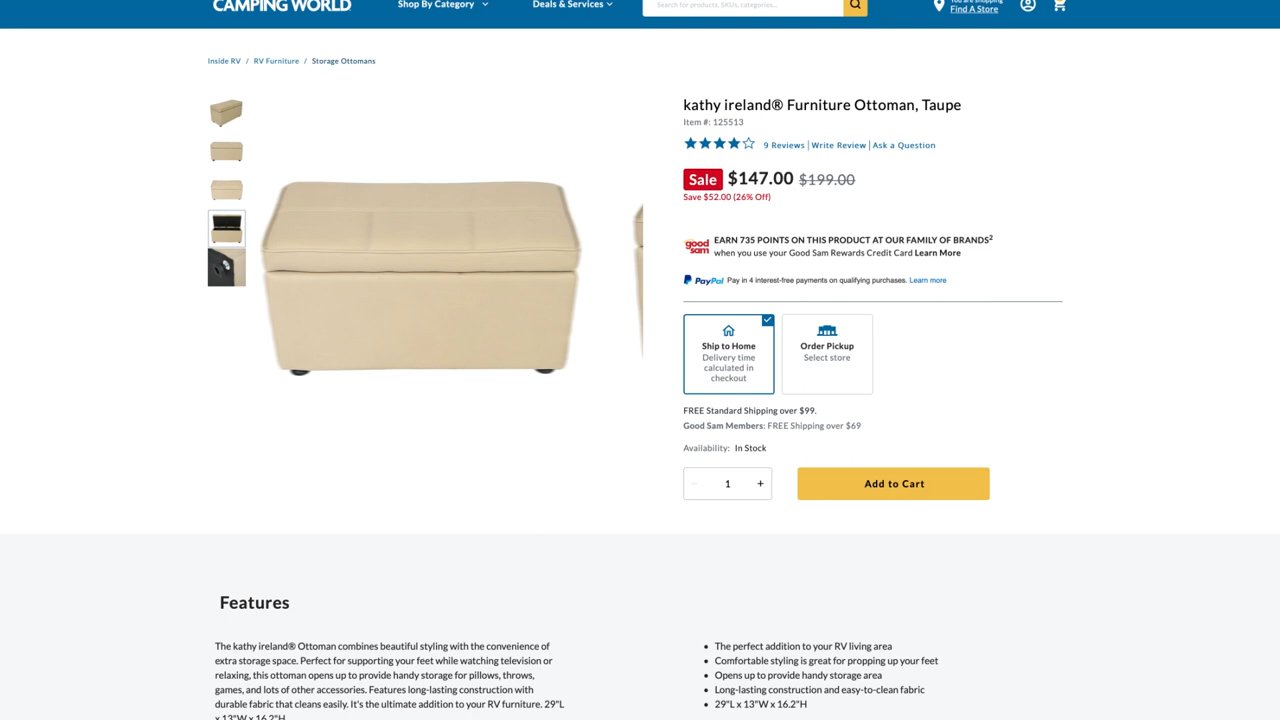 CAMPING WORLD
Shop By Category
Deals & Services
Search for products, SKUs, categories...
You are shopping
Find A Store
Inside RV / RV Furniture / Storage Ottomans
kathy ireland® Furniture Ottoman, Taupe
Item #: 125513
9 Reviews | Write Review | Ask a Question
Sale $147.00 $199.00
Save $52.00 (26% Off)
good sam
EARN 735 POINTS ON THIS PRODUCT AT OUR FAMILY OF BRANDS²
when you use your Good Sam Rewards Credit Card Learn More
PayPal Pay in 4 interest-free payments on qualifying purchases. Learn more
Ship to Home
Delivery time
calculated in
checkout
Order Pickup
Select store
FREE Standard Shipping over $99.
Good Sam Members: FREE Shipping over $69
Availability: In Stock
− 1 +
Add to Cart
Features
The kathy ireland® Ottoman combines beautiful styling with the convenience of
extra storage space. Perfect for supporting your feet while watching television or
relaxing, this ottoman opens up to provide handy storage for pillows, throws,
games, and lots of other accessories. Features long-lasting construction with
durable fabric that cleans easily. It's the ultimate addition to your RV furniture. 29"L
x 13"W x 16.2"H
• The perfect addition to your RV living area
• Comfortable styling is great for propping up your feet
• Opens up to provide handy storage area
• Long-lasting construction and easy-to-clean fabric
• 29"L x 13"W x 16.2"H